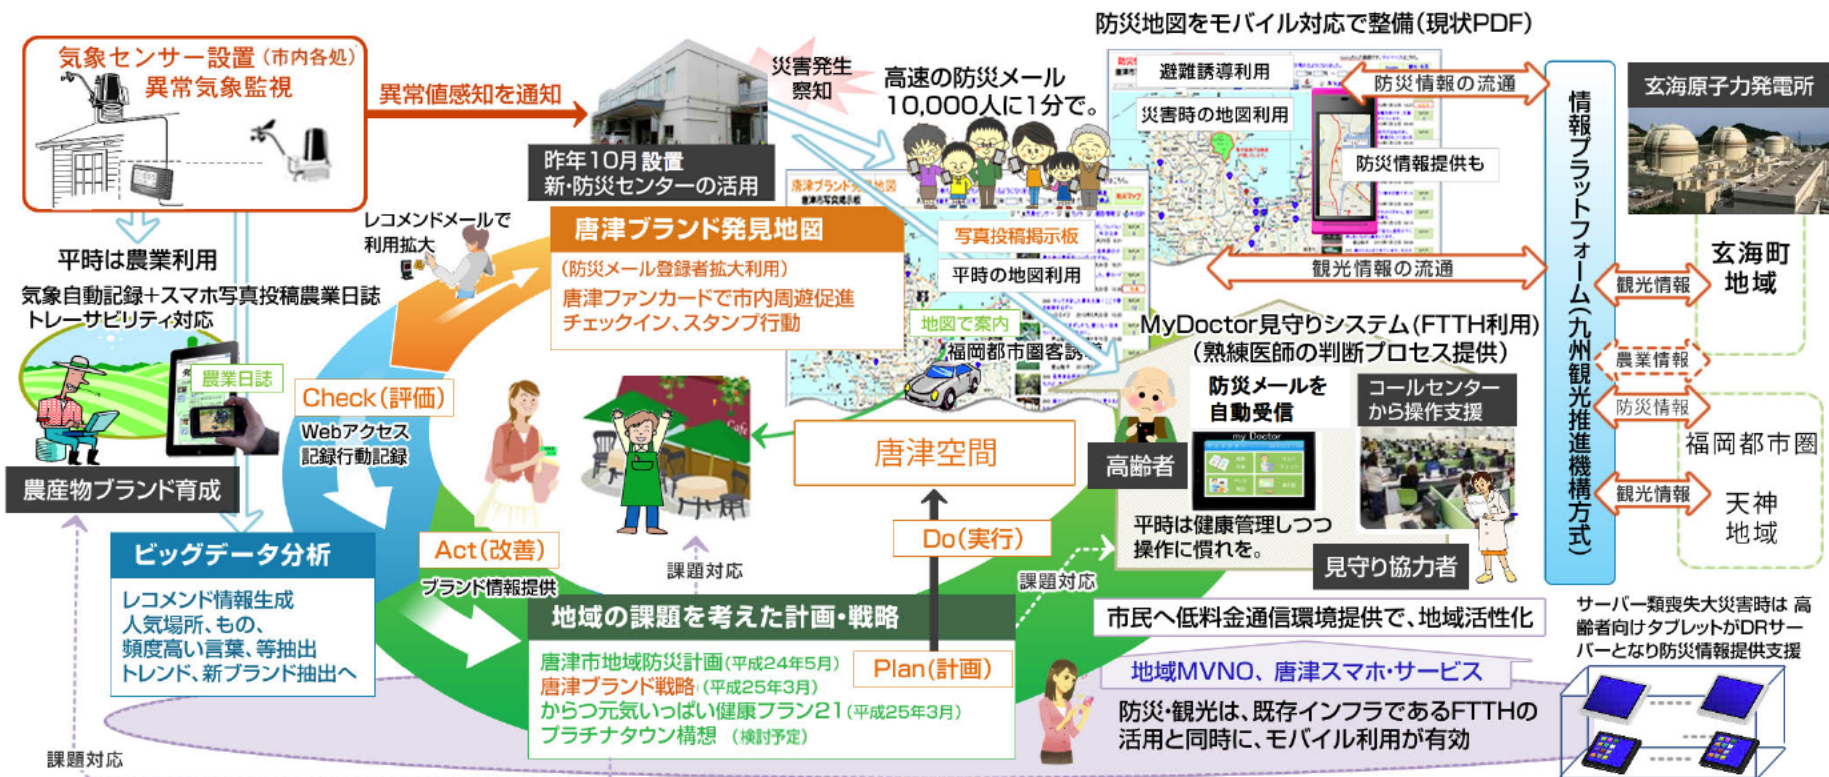 防災地図をモバイル対応で整備(現状PDF)
気象センサー設置(市内各処)
異常気象監視
異常値感知を通知
災害発生
察知
高速の防災メール
10,000人に1分で。
昨年10月設置
新・防災センターの活用
避難誘導利用
災害時の地図利用
防災情報の流通
防災情報提供も
観光情報の流通
情報プラットフォーム(九州観光推進機構方式)
玄海原子力発電所
玄海町
地域
観光情報
農業情報
防災情報
福岡都市圏
観光情報
天神
地域
平時は農業利用
気象自動記録+スマホ写真投稿農業日誌
トレーサビリティ対応
農業日誌
農産物ブランド育成
レコメンドメールで
利用拡大
唐津ブランド発見地図
(防災メール登録者拡大利用)
唐津ファンカードで市内周遊促進
チェックイン、スタンプ行動
唐津ブランド発見地図
唐津市写真掲示板
写真投稿掲示板
平時の地図利用
地図で案内
福岡都市圏客誘導
Cafe
唐津空間
MyDoctor見守りシステム(FTTH利用)
(熟練医師の判断プロセス提供)
防災メールを
自動受信
my Doctor
コールセンター
から操作支援
高齢者
平時は健康管理しつつ
操作に慣れを。
見守り協力者
Check(評価)
Webアクセス
記録行動記録
Act(改善)
ブランド情報提供
Do(実行)
Plan(計画)
課題対応
課題対応
課題対応
ビッグデータ分析
レコメンド情報生成
人気場所、もの、
頻度高い言葉、等抽出
トレンド、新ブランド抽出へ
地域の課題を考えた計画・戦略
唐津市地域防災計画(平成24年5月)
唐津ブランド戦略(平成25年3月)
からつ元気いっぱい健康プラン21(平成25年3月)
プラチナタウン構想 (検討予定)
市民へ低料金通信環境提供で、地域活性化
地域MVNO、唐津スマホ・サービス
防災・観光は、既存インフラであるFTTHの
活用と同時に、モバイル利用が有効
サーバー類喪失大災害時は 高
齢者向けタブレットがDRサー
バーとなり防災情報提供支援